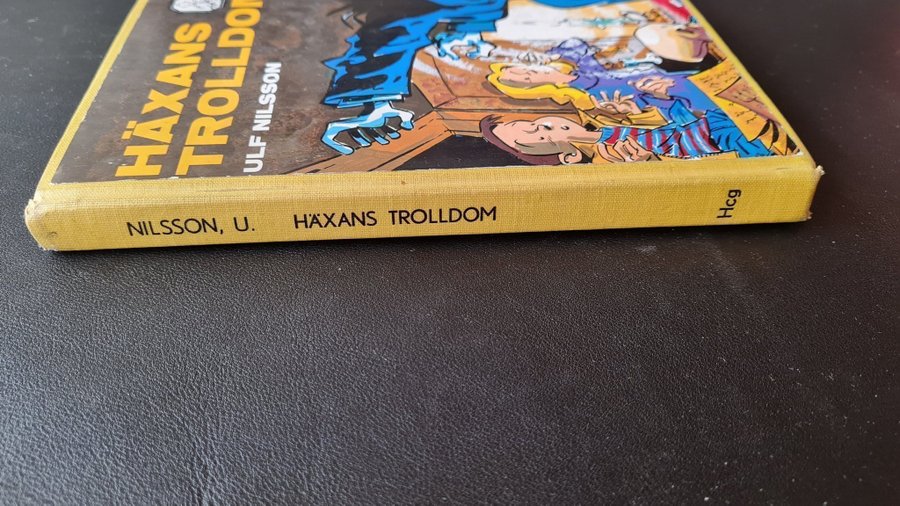 HÄXANS
TROLLDOM
ULF NILSSON
NILSSON, U. HÄXANS TROLLDOM
Hcg